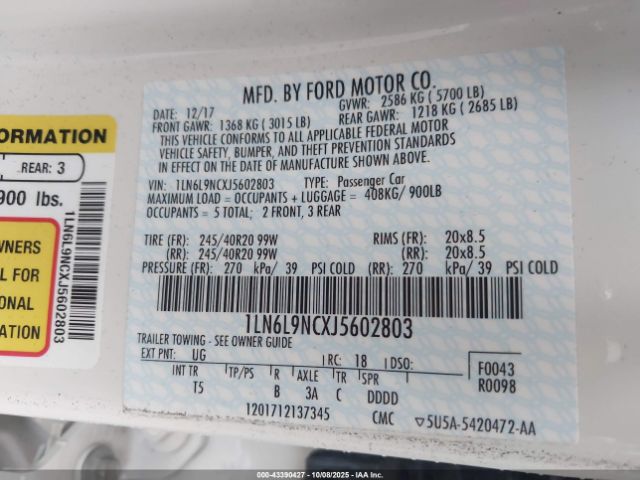 ORMATION
REAR: 3
900 lbs.
WNERS
L FOR
ONAL
ATION
1LN6L9NCXJ5602803
MFD. BY FORD MOTOR CO.
DATE: 12/17 GVWR: 2586 KG ( 5700 LB)
FRONT GAWR: 1368 KG ( 3015 LB) REAR GAWR: 1218 KG ( 2685 LB)
THIS VEHICLE CONFORMS TO ALL APPLICABLE FEDERAL MOTOR
VEHICLE SAFETY, BUMPER, AND THEFT PREVENTION STANDARDS
IN EFFECT ON THE DATE OF MANUFACTURE SHOWN ABOVE.
VIN: 1LN6L9NCXJ5602803 TYPE: Passenger Car
MAXIMUM LOAD = OCCUPANTS + LUGGAGE = 408KG/ 900LB
OCCUPANTS = 5 TOTAL; 2 FRONT, 3 REAR
TIRE (FR): 245/40R20 99W RIMS (FR): 20x8.5
(RR): 245/40R20 99W (RR): 20x8.5
PRESSURE (FR): 270 kPa/ 39 PSI COLD (RR): 270 kPa/ 39 PSI COLD
1LN6L9NCXJ5602803
TRAILER TOWING - SEE OWNER GUIDE
EXT PNT: UG RC: 18 DSO: F0043
INT TR TP/PS R AXLE TR SPR R0098
T5 B 3A C DDDD
1201712137345 CMC 5U5A-5420472-AA
000-43390427 - 10/08/2025 - IAAI.com